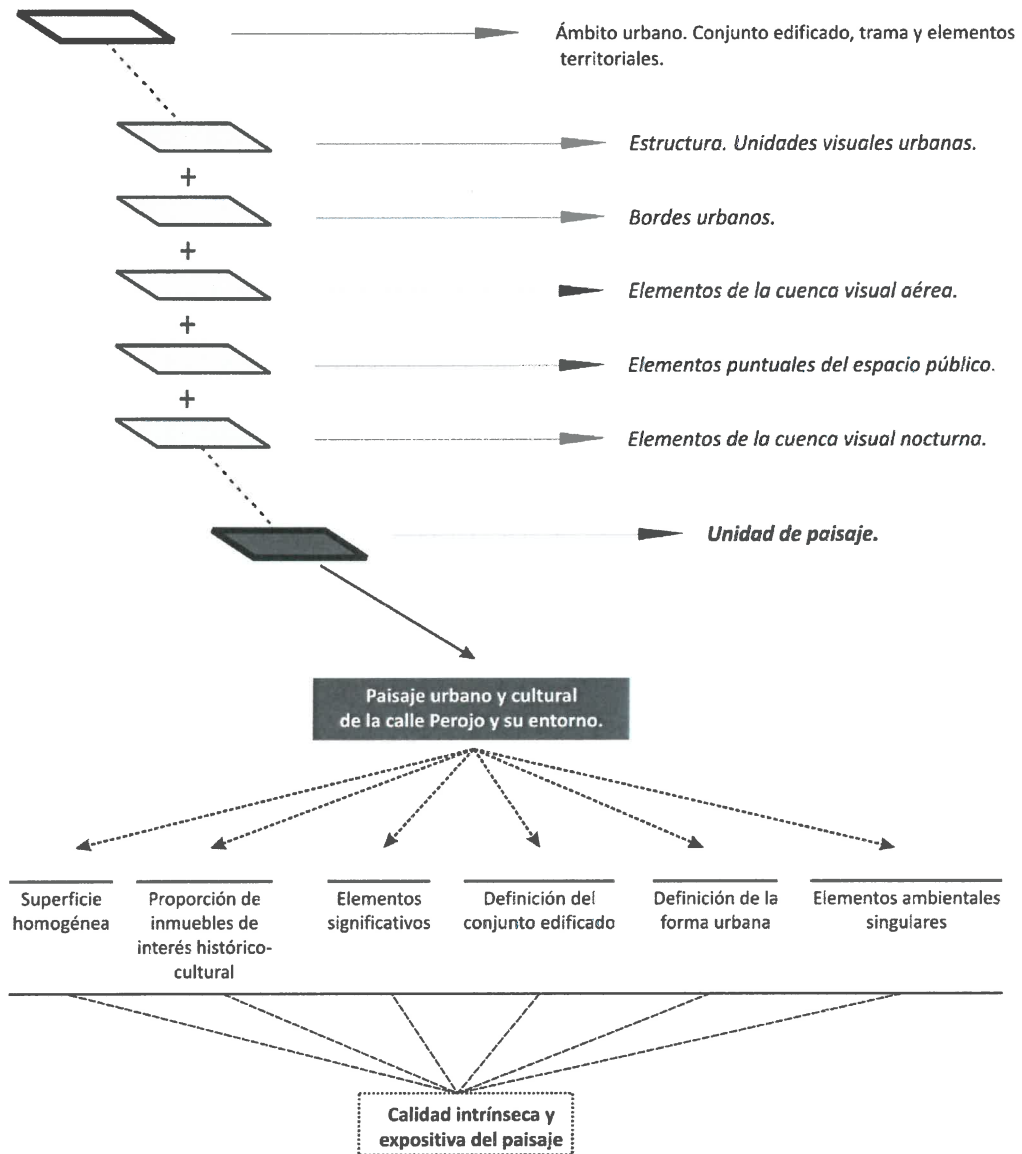 Ámbito urbano. Conjunto edificado, trama y elementos
territoriales.
Estructura. Unidades visuales urbanas.
+
Bordes urbanos.
+
Elementos de la cuenca visual aérea.
+
Elementos puntuales del espacio público.
+
Elementos de la cuenca visual nocturna.
Unidad de paisaje.
Paisaje urbano y cultural
de la calle Perojo y su entorno.
Superficie
homogénea
Proporción de
inmuebles de
interés histórico-
cultural
Elementos
significativos
Definición del
conjunto edificado
Definición de la
forma urbana
Elementos ambientales
singulares
Calidad intrínseca y
expositiva del paisaje